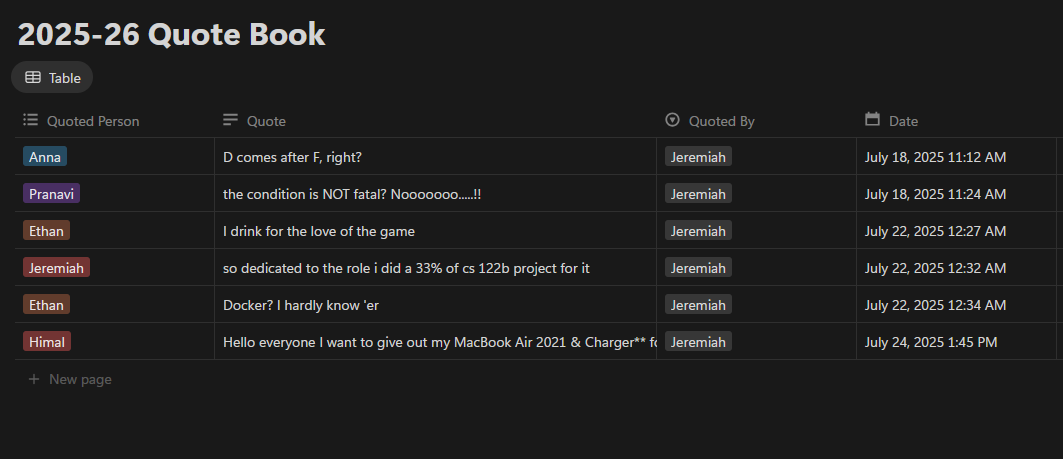 2025-26 Quote Book
Table
Quoted Person Quote Quoted By Date
Anna D comes after F, right? Jeremiah July 18, 2025 11:12 AM
Pranavi the condition is NOT fatal? Nooooooo.....!! Jeremiah July 18, 2025 11:24 AM
Ethan I drink for the love of the game Jeremiah July 22, 2025 12:27 AM
Jeremiah so dedicated to the role i did a 33% of cs 122b project for it Jeremiah July 22, 2025 12:32 AM
Ethan Docker? I hardly know 'er Jeremiah July 22, 2025 12:34 AM
Himal Hello everyone I want to give out my MacBook Air 2021 & Charger** Jeremiah July 24, 2025 1:45 PM
New page